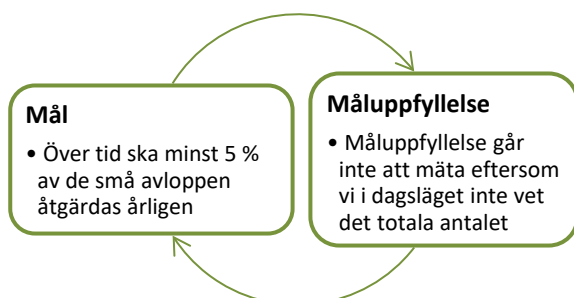 Mål
• Över tid ska minst 5 %
av de små avloppen
åtgärdas årligen
Måluppfyllelse
• Måluppfyllelse går
inte att mäta eftersom
vi i dagsläget inte vet
det totala antalet